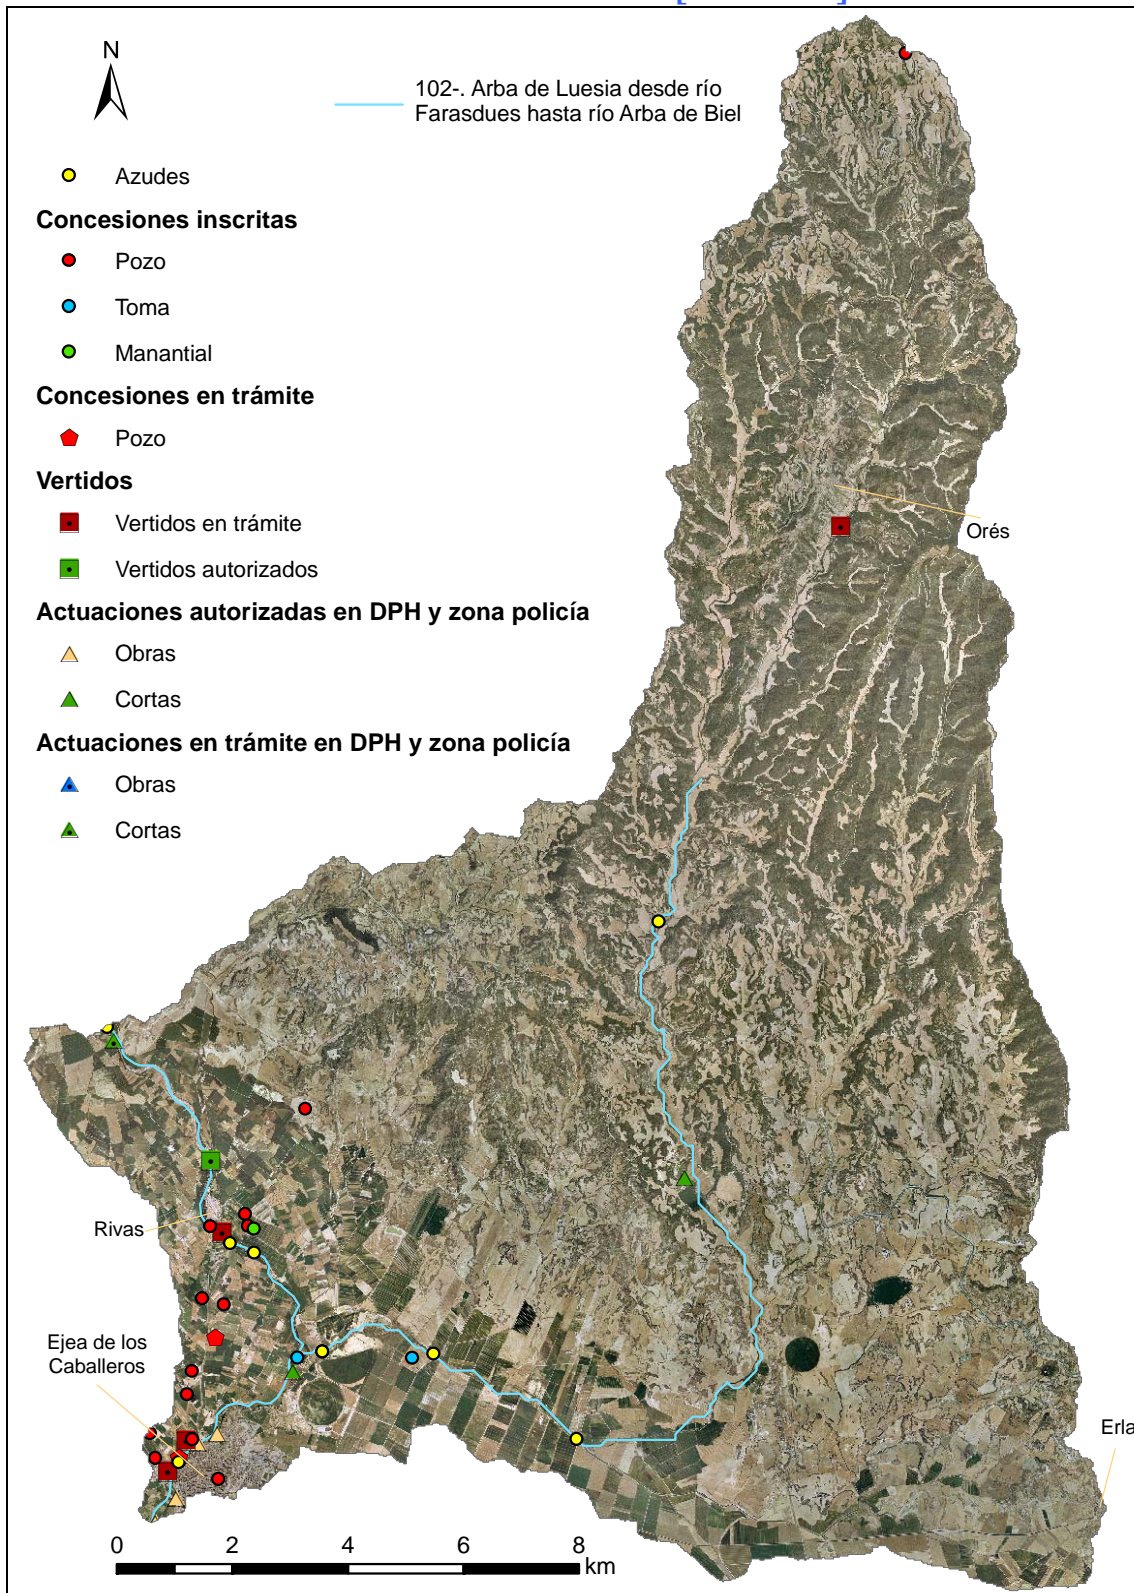 N
102-. Arba de Luesia desde río
Farasdues hasta río Arba de Biel
Azudes
Concesiones inscritas
Pozo
Toma
Manantial
Concesiones en trámite
Pozo
Vertidos
Vertidos en trámite
Vertidos autorizados
Actuaciones autorizadas en DPH y zona policía
Obras
Cortas
Actuaciones en trámite en DPH y zona policía
Obras
Cortas
Orés
Rivas
Ejea de los
Caballeros
Erla
0 2 4 6 8
km